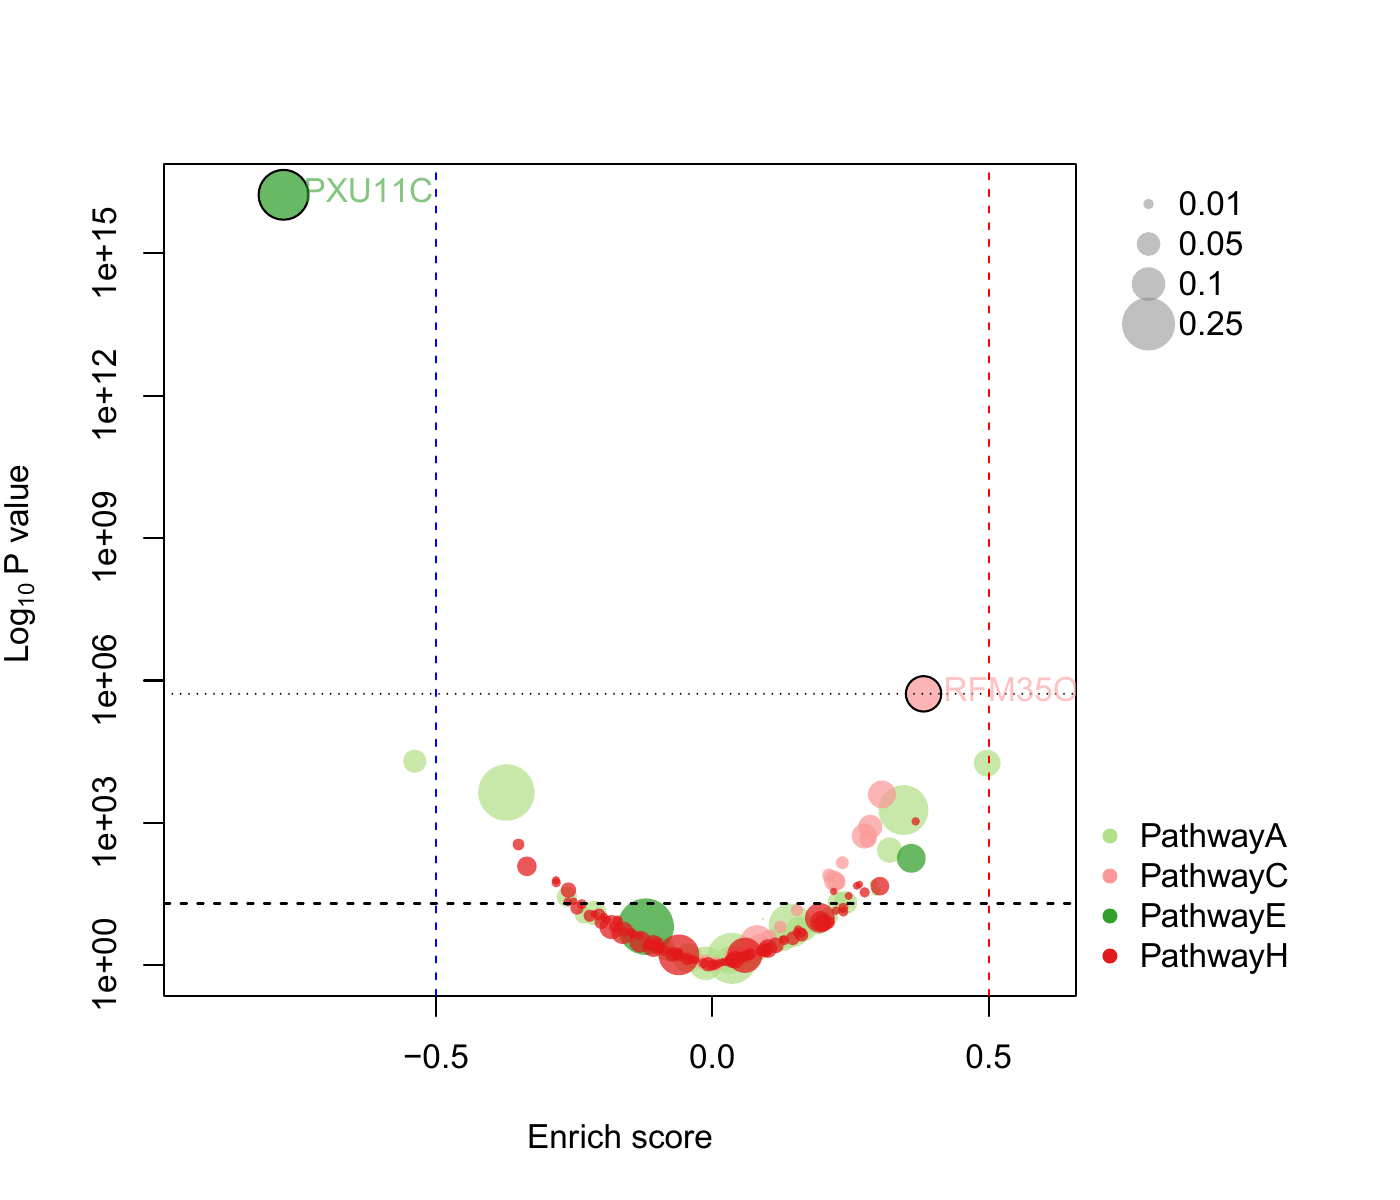 PXU11C
RFM35C
1e+15
1e+12
1e+09
1e+06
1e+03
1e+00
Log10 P value
−0.5
0.0
0.5
Enrich score
0.01
0.05
0.1
0.25
PathwayA
PathwayC
PathwayE
PathwayH